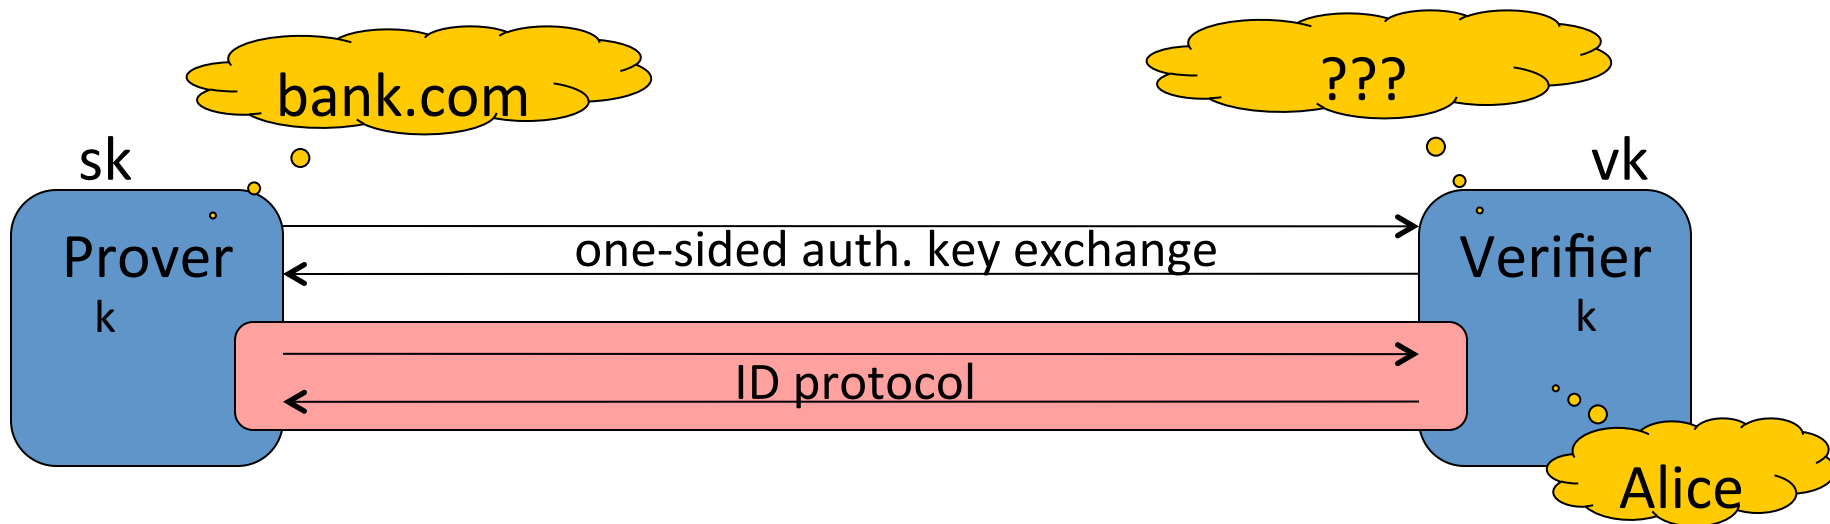 bank.com
???
sk
vk
Prover
one-sided auth. key exchange
Verifier
k
k
ID protocol
Alice